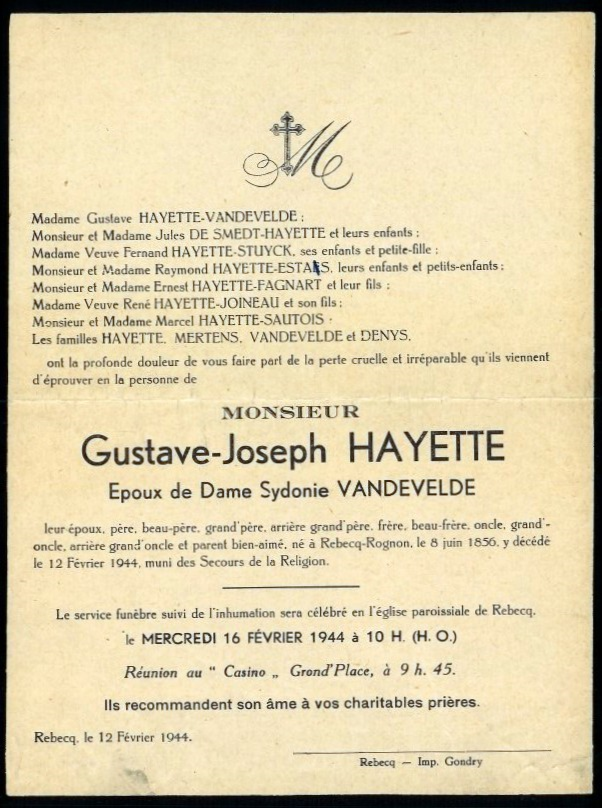 M
Madame Gustave HAYETTE-VANDEVELDE ;
Monsieur et Madame Jules DE SMEDT-HAYETTE et leurs enfants ;
Madame Veuve Fernand HAYETTE-STUYCK, ses enfants et petite-fille ;
Monsieur et Madame Raymond HAYETTE-ESTAES, leurs enfants et petits-enfants ;
Monsieur et Madame Ernest HAYETTE-FAGNART et leur fils ;
Madame Veuve René HAYETTE-JOINEAU et son fils ;
Monsieur et Madame Marcel HAYETTE-SAUTOIS ·
Les familles HAYETTE, MERTENS, VANDEVELDE et DENYS,
ont la profonde douleur de vous faire part de la perte cruelle et irréparable qu'ils viennent
d'éprouver en la personne de
MONSIEUR
Gustave-Joseph HAYETTE
Epoux de Dame Sydonie VANDEVELDE
leur époux, père, beau-père, grand'père, arrière grand'père, frère, beau-frère, oncle, grand'-
oncle, arrière grand'oncle et parent bien-aimé, né à Rebecq-Rognon, le 8 juin 1856, y décédé
le 12 Février 1944, muni des Secours de la Religion.
Le service funèbre suivi de l'inhumation sera célébré en l'église paroissiale de Rebecq,
le MERCREDI 16 FÉVRIER 1944 à 10 H. (H. O.)
Réunion au " Casino „ Grond'Place, à 9 h. 45.
Ils recommandent son âme à vos charitables prières.
Rebecq, le 12 Février 1944.
Rebecq — Imp. Gondry